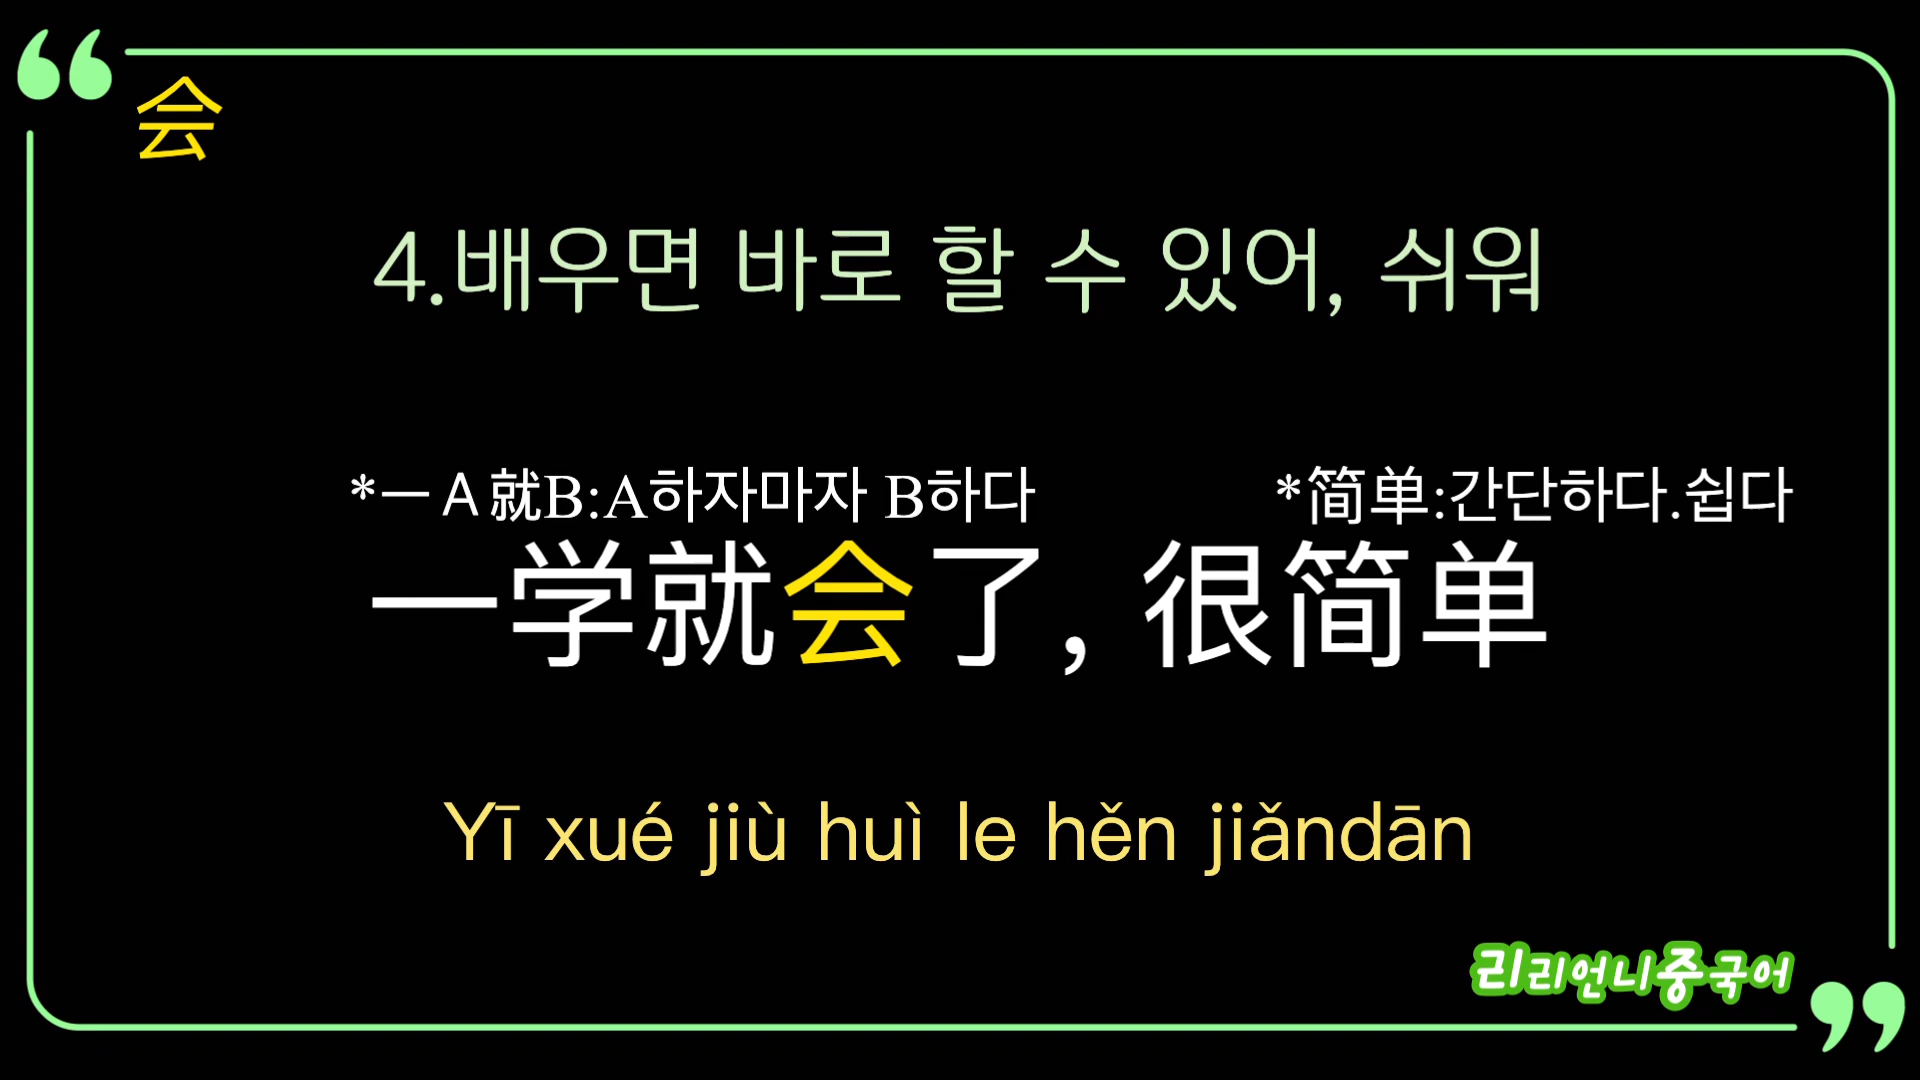 会
4.배우면 바로 할 수 있어, 쉬워
*一A就B:A하자마자 B하다 *简单:간단하다.쉽다
一学就会了, 很简单
Yī xué jiù huì le hěn jiǎndān
리리언니중국어